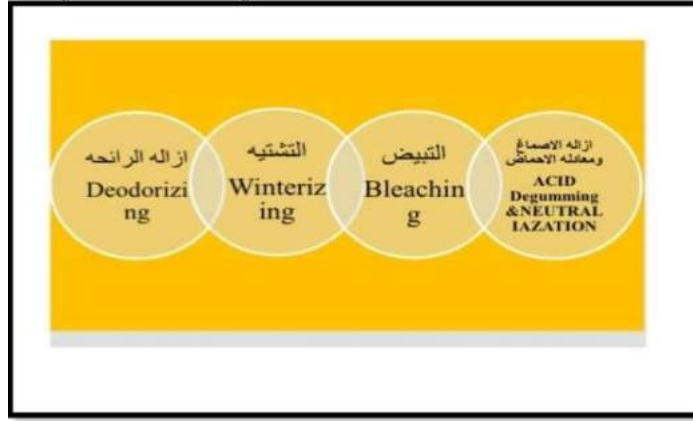 ازاله الرائحه
Deodorizi
ng
التشتيه
Winteriz
ing
التبيض
Bleachin
g
ازاله الاصماغ
ومعادله الاحماض
ACID
Degumming
&NEUTRAL
IAZATION